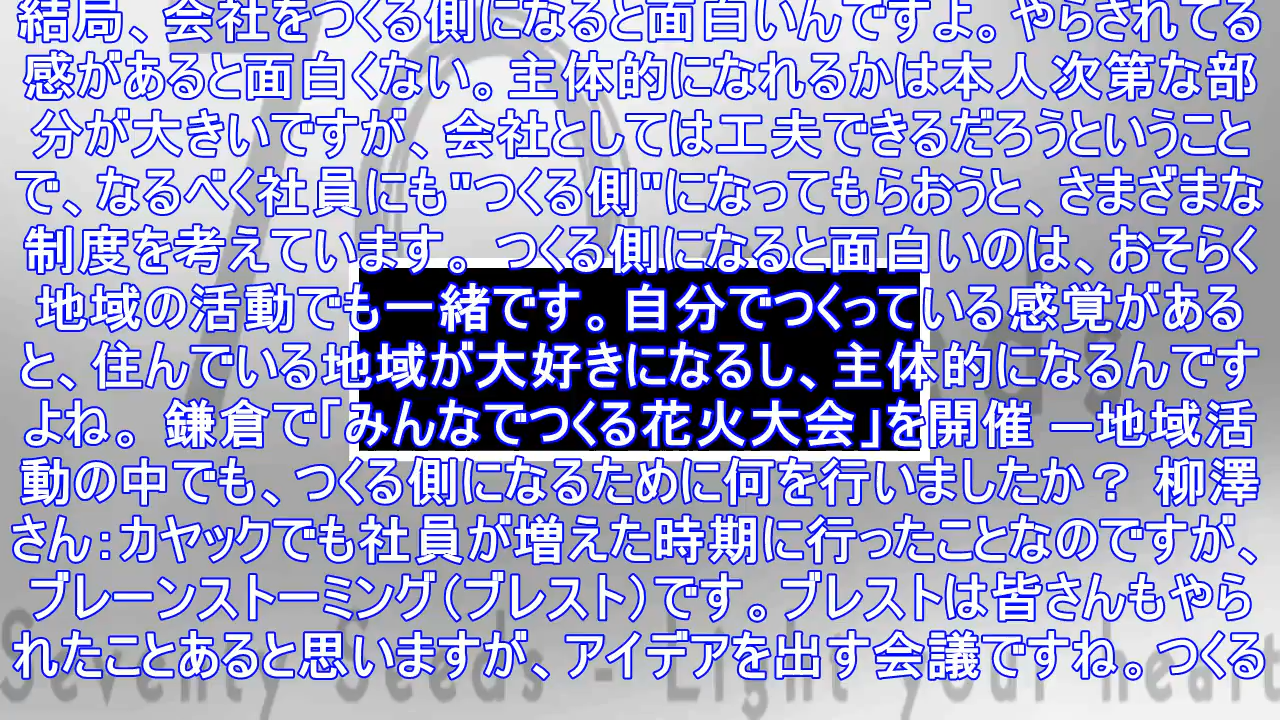 結局、会社をつくる側になると面白いんですよ。やらされてる
感があると面白くない。主体的になれるかは本人次第な部
分が大きいですが、会社としては工夫できるだろうということ
で、なるべく社員にも"つくる側"になってもらおうと、さまざまな
制度を考えています。 つくる側になると面白いのは、おそらく
地域の活動でも一緒です。自分でつくっている感覚がある
と、住んでいる地域が大好きになるし、主体的になるんです
よね。 鎌倉で「みんなでつくる花火大会」を開催 ―地域活
動の中でも、つくる側になるために何を行いましたか? 柳澤
さん:カヤックでも社員が増えた時期に行ったことなのですが、
ブレーンストーミング(ブレスト)です。ブレストは皆さんもやら
れたことあると思いますが、アイデアを出す会議ですね。つくる
Seventy Seeds - Light your heart